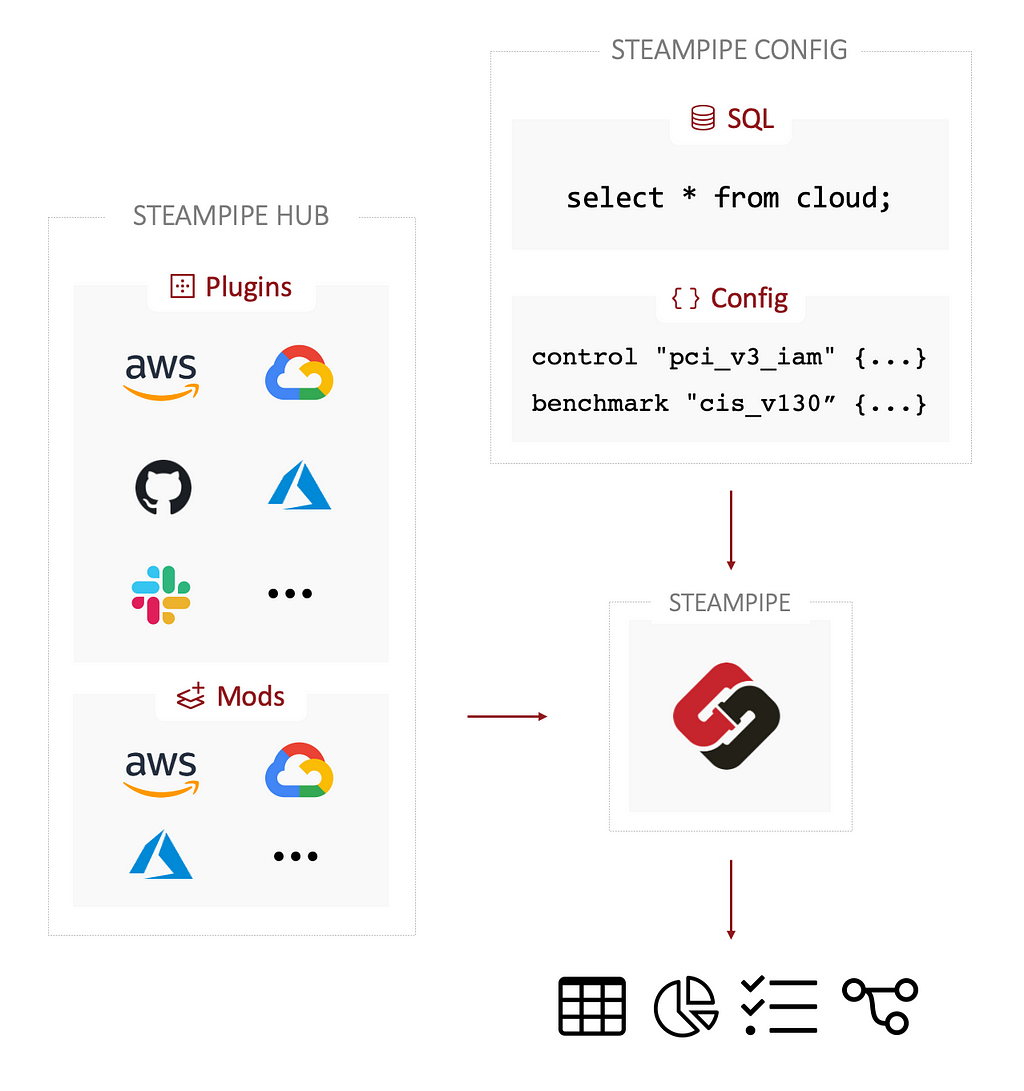 STEAMPIPE CONFIG
SQL
select * from cloud;
{ } Config
control "pci_v3_iam" {...}
benchmark "cis_v130” {...}
STEAMPIPE HUB
Plugins
aws
Mods
aws
STEAMPIPE